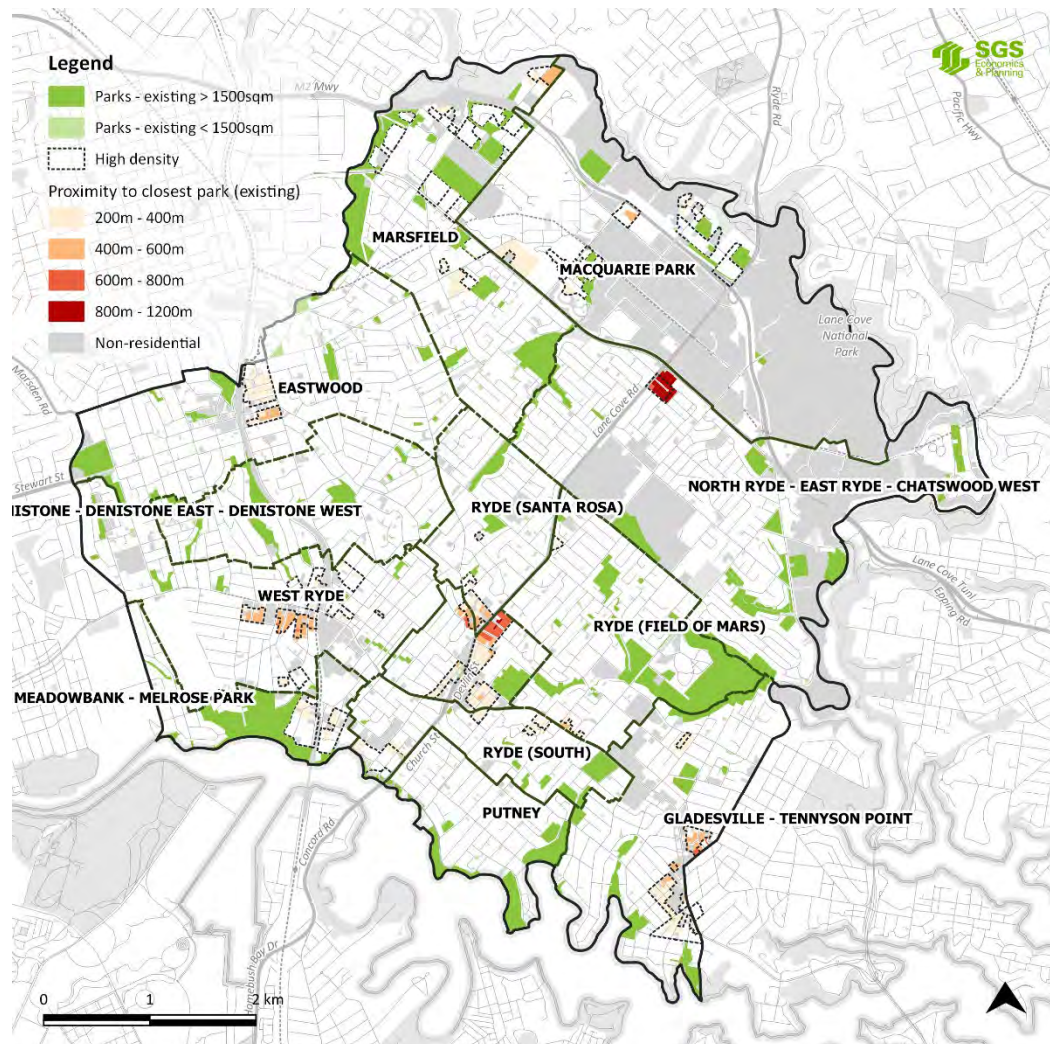 Legend
Parks - existing > 1500sqm
Parks - existing < 1500sqm
High density
Proximity to closest park (existing)
200m - 400m
400m - 600m
600m - 800m
800m - 1200m
Non-residential
SGS
Economics
& Planning
M2 Mwy
Ryde Rd
Pacific Hwy
MARSFIELD
MACQUARIE PARK
Lane Cove
National
Park
Marsden Rd
EASTWOOD
Lane Cove Rd
Stewart St
NISTONE - DENISTONE EAST - DENISTONE WEST
RYDE (SANTA ROSA)
NORTH RYDE - EAST RYDE - CHATSWOOD WEST
Lane Cove Tunl
Epping Rd
WEST RYDE
RYDE (FIELD OF MARS)
MEADOWBANK - MELROSE PARK
Devlin S
Church St
RYDE (SOUTH)
PUTNEY
GLADESVILLE - TENNYSON POINT
Concord Rd
Homebush Bay Dr
0 1 2 km